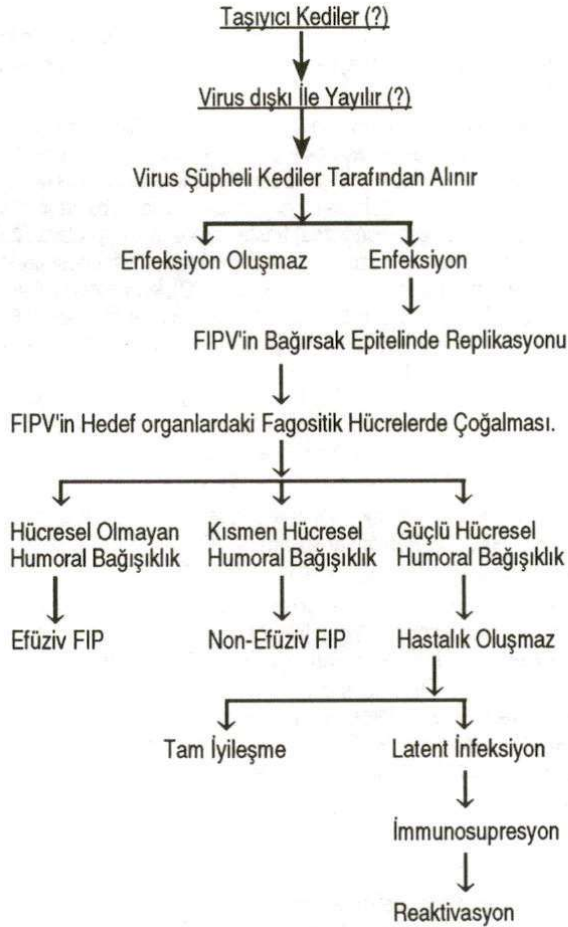 Taşıyıcı Kediler (?)
Virus dışkı İle Yayılır (?)
Virus Şüpheli Kediler Tarafından Alınır
Enfeksiyon Oluşmaz Enfeksiyon
FIPV'in Bağırsak Epitelinde Replikasyonu
FIPV'in Hedef organlardaki Fagositik Hücrelerde Çoğalması.
Hücresel Olmayan Kısmen Hücresel Güçlü Hücresel
Humoral Bağışıklık Humoral Bağışıklık Humoral Bağışıklık
Efüziv FIP Non-Efüziv FIP Hastalık Oluşmaz
Tam İyileşme Latent İnfeksiyon
İmmunosupresyon
Reaktivasyon